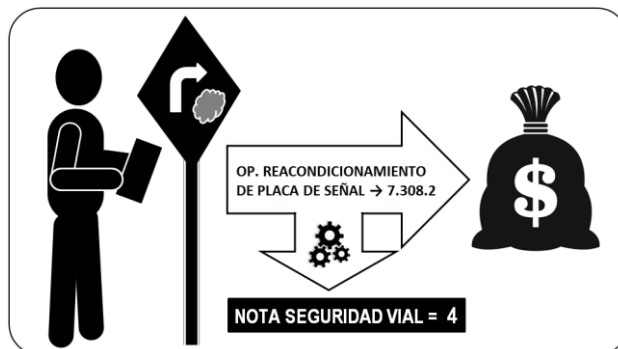 OP. REACONDICIONAMIENTO
DE PLACA DE SEÑAL → 7.308.2
$
NOTA SEGURIDAD VIAL = 4